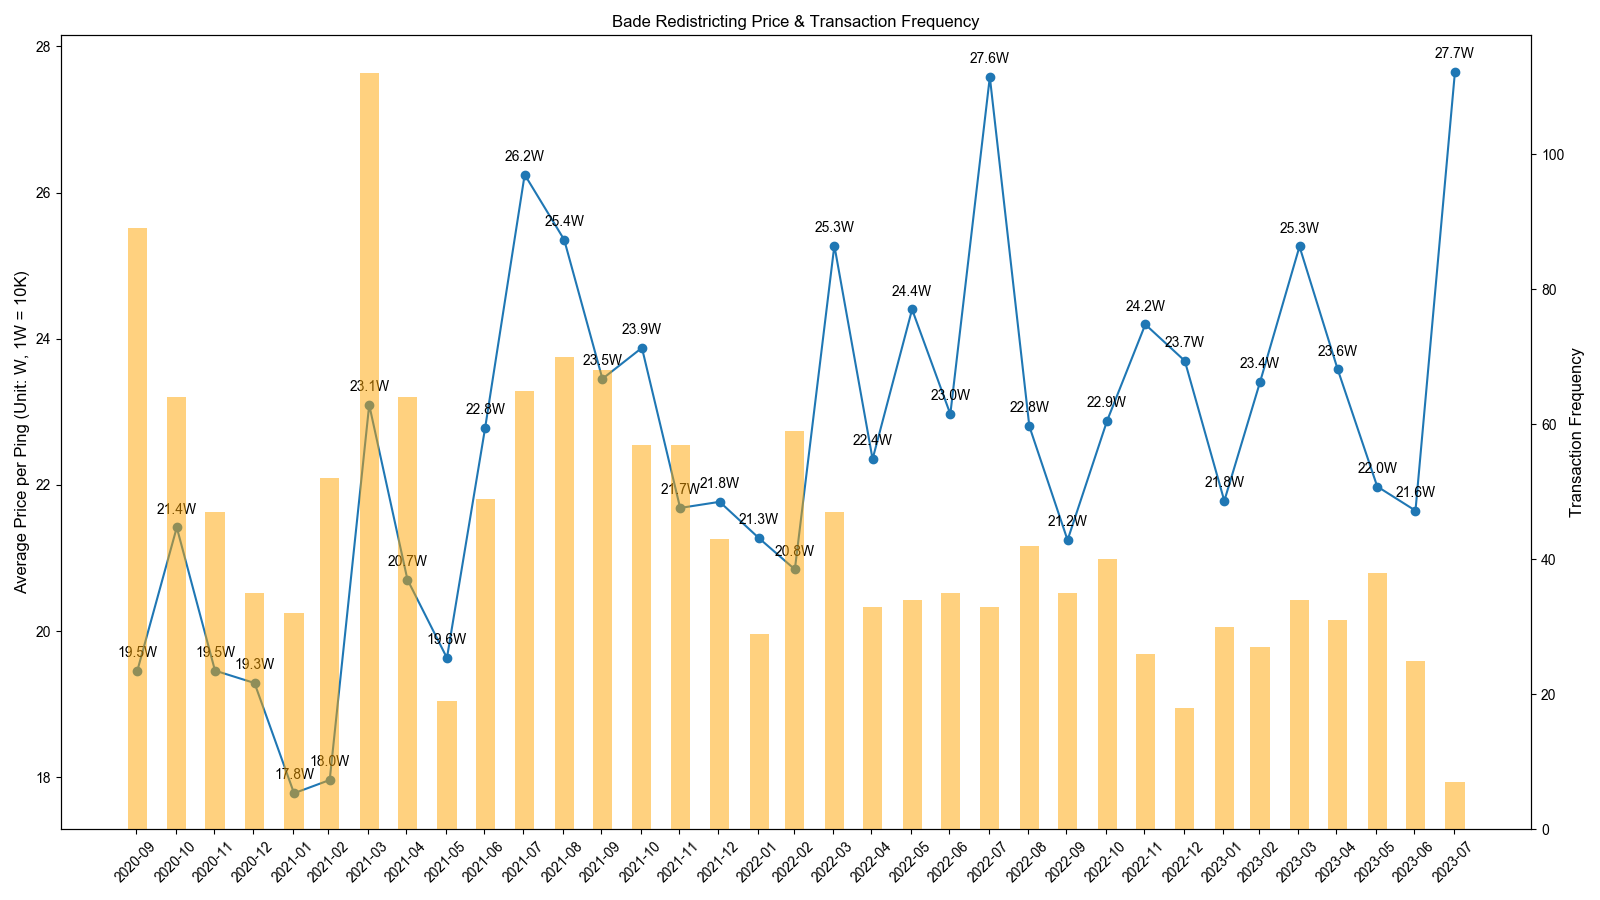 Bade Redistricting Price & Transaction Frequency
Average Price per Ping (Unit: W, 1W = 10K)
28
26
24
22
20
18
19.5W
21.4W
19.5W
19.3W
17.8W
18.0W
23.1W
20.7W
19.6W
22.8W
26.2W
25.4W
23.5W
23.9W
21.7W
21.8W
21.3W
20.8W
25.3W
22.4W
24.4W
23.0W
27.6W
22.8W
21.2W
22.9W
24.2W
23.7W
21.8W
23.4W
25.3W
23.6W
22.0W
21.6W
27.7W
100
80
60
40
20
0
Transaction Frequency
2020-09
2020-10
2020-11
2020-12
2021-01
2021-02
2021-03
2021-04
2021-05
2021-06
2021-07
2021-08
2021-09
2021-10
2021-11
2021-12
2022-01
2022-02
2022-03
2022-04
2022-05
2022-06
2022-07
2022-08
2022-09
2022-10
2022-11
2022-12
2023-01
2023-02
2023-03
2023-04
2023-05
2023-06
2023-07